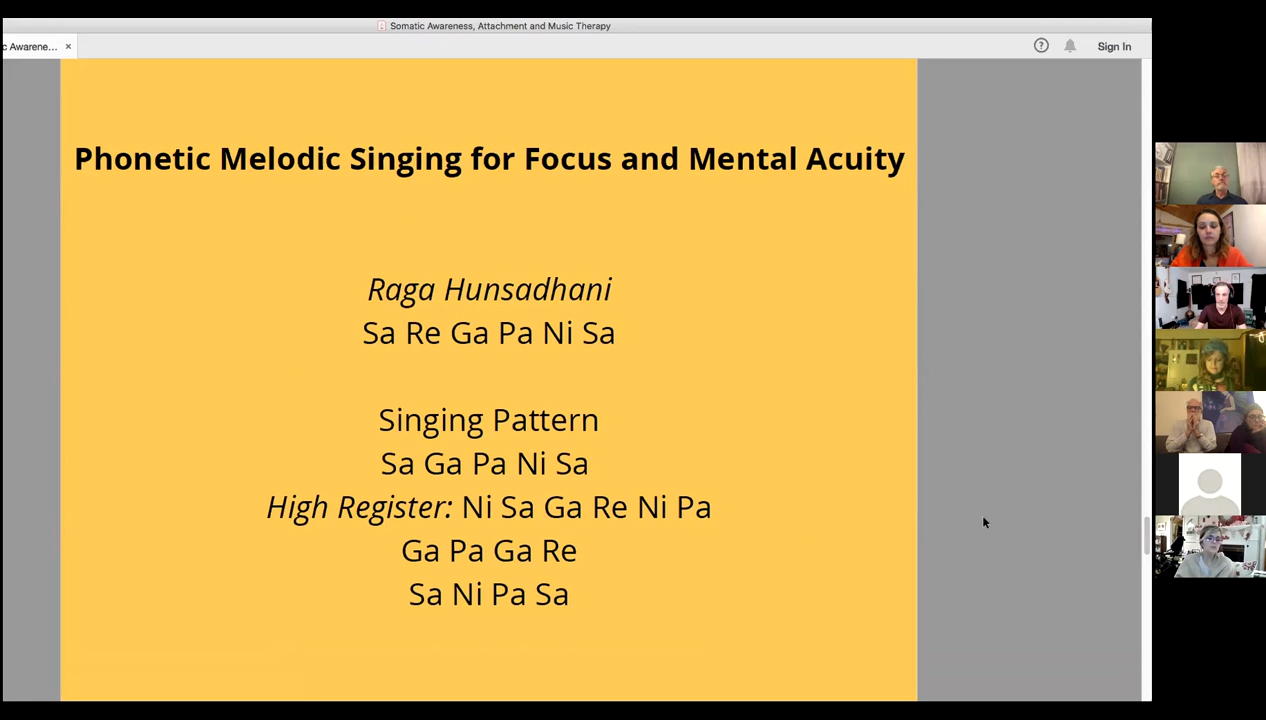 Somatic Awareness, Attachment and Music Therapy
c Awarene... ×
? Sign In
Phonetic Melodic Singing for Focus and Mental Acuity
Raga Hunsadhani
Sa Re Ga Pa Ni Sa
Singing Pattern
Sa Ga Pa Ni Sa
High Register: Ni Sa Ga Re Ni Pa
Ga Pa Ga Re
Sa Ni Pa Sa